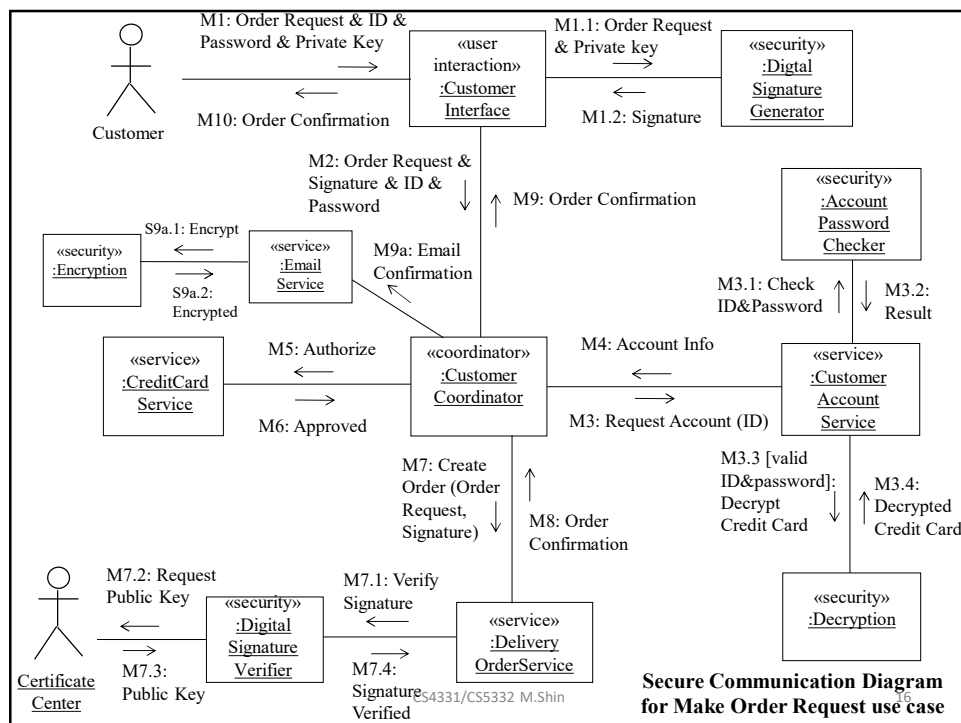 M1: Order Request & ID &
Password & Private Key
«user
interaction»
:Customer
Interface
M1.1: Order Request
& Private key
«security»
:Digtal
Signature
Generator
Customer
M10: Order Confirmation
M1.2: Signature
M2: Order Request &
Signature & ID &
Password
M9: Order Confirmation
«security»
:Account
Password
Checker
S9a.1: Encrypt
«security»
:Encryption
«service»
:Email
Service
M9a: Email
Confirmation
S9a.2:
Encrypted
M3.1: Check
ID&Password
M3.2:
Result
«service»
:CreditCard
Service
M5: Authorize
M6: Approved
«coordinator»
:Customer
Coordinator
M4: Account Info
M3: Request Account (ID)
«service»
:Customer
Account
Service
M7: Create
Order (Order
Request,
Signature)
M8: Order
Confirmation
M3.3 [valid
ID&password]:
Decrypt
Credit Card
M3.4:
Decrypted
Credit Card
M7.2: Request
Public Key
M7.1: Verify
Signature
«security»
:Digital
Signature
Verifier
«service»
:Delivery
OrderService
«security»
:Decryption
Certificate
Center
M7.3:
Public Key
M7.4:
Signature
Verified
CS4331/CS5332 M.Shin
Secure Communication Diagram
for Make Order Request use case
16